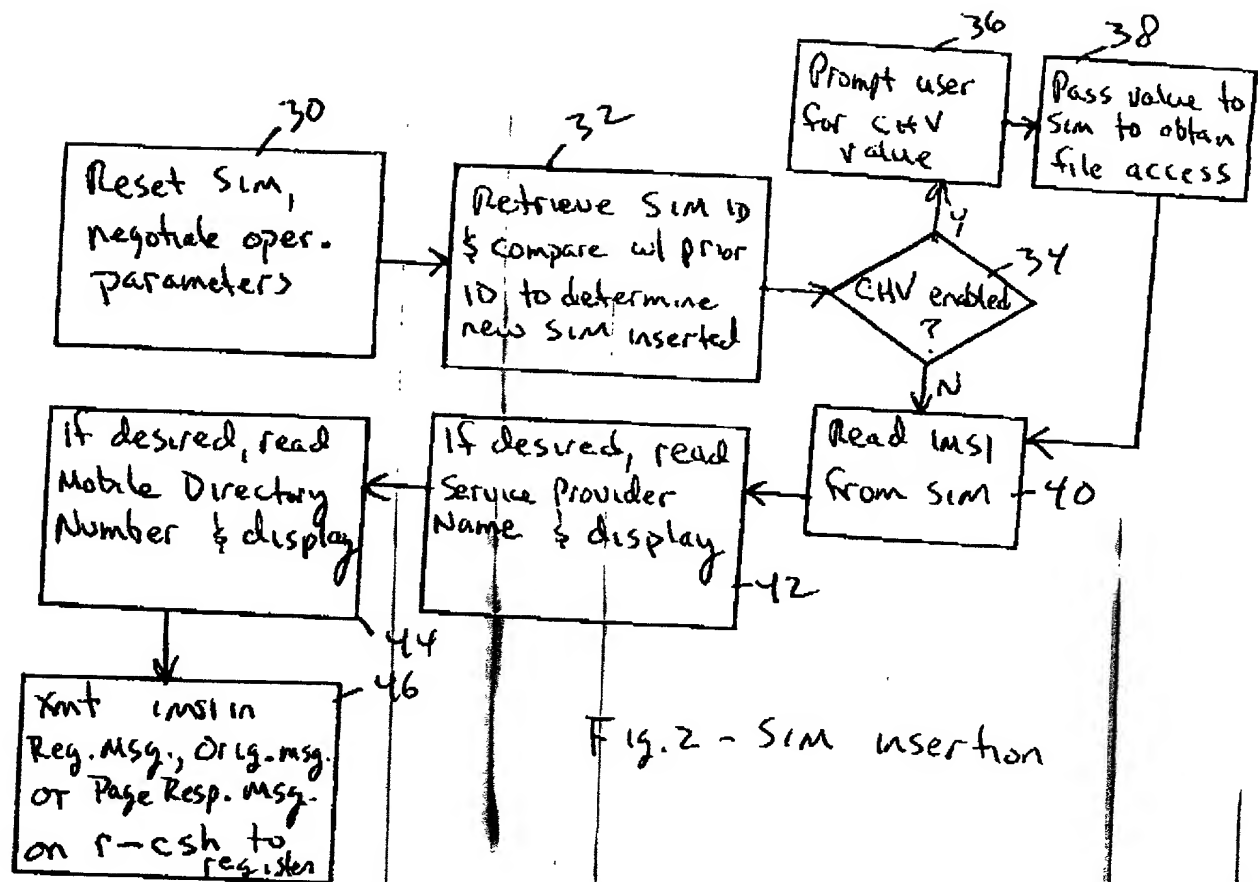 30
Reset SIM,
negotiate oper.
parameters
32
Retrieve SIM ID
& compare w/ prior
ID to determine
new SIM inserted
34
CHV enabled
?
Y
N
36
Prompt user
for CHV
value
38
Pass value to
SIM to obtain
file access
Read IMSI
from SIM
40
If desired, read
Service Provider
Name & display
42
If desired, read
Mobile Directory
Number & display
44
Xmt IMSI in
Reg. Msg., Orig. msg.
or Page Resp. Msg.
on r-csh to
register
46
Fig. 2 - SIM insertion